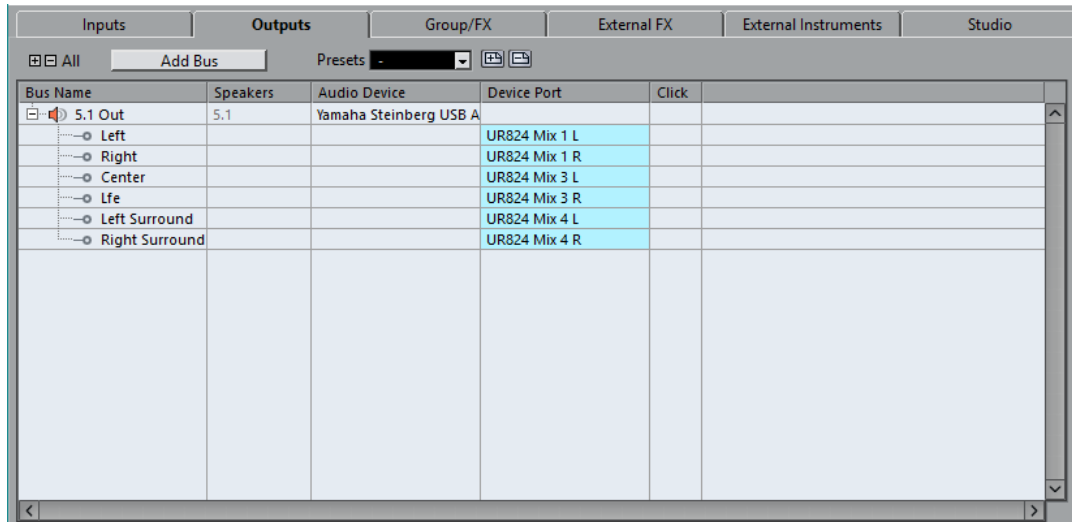 Inputs Outputs Group/FX External FX External Instruments Studio
All Add Bus Presets -
Bus Name Speakers Audio Device Device Port Click
5.1 Out 5.1 Yamaha Steinberg USB A
Left UR824 Mix 1 L
Right UR824 Mix 1 R
Center UR824 Mix 3 L
Lfe UR824 Mix 3 R
Left Surround UR824 Mix 4 L
Right Surround UR824 Mix 4 R